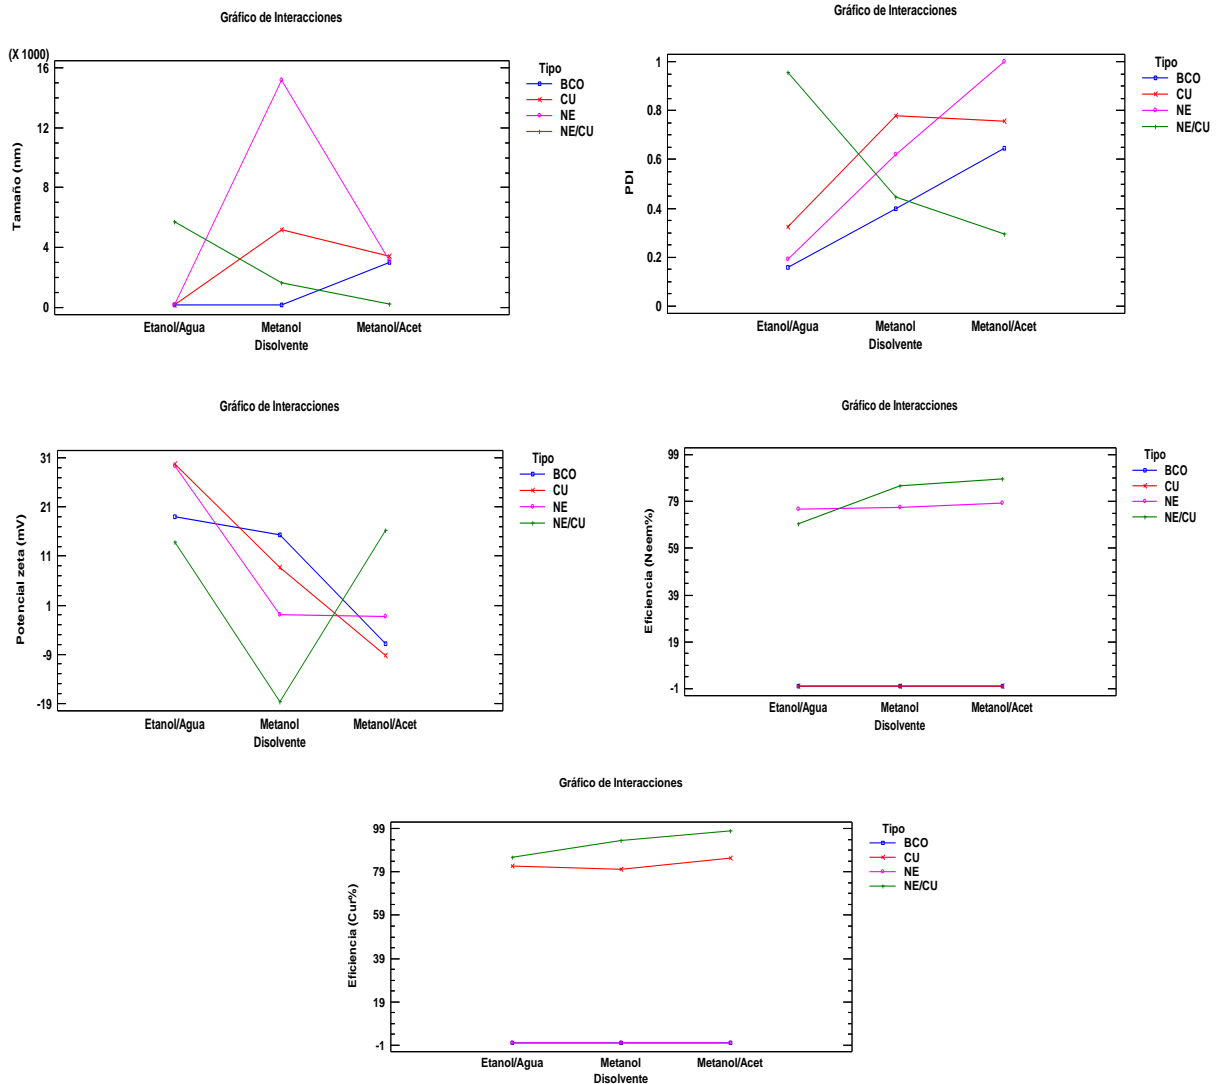 Gráfico de Interacciones
(X 1000)
16
12
8
4
0
Tamaño (nm)
Etanol/Agua Metanol Metanol/Acet
Disolvente
Tipo
BCO
CU
NE
NE/CU
Gráfico de Interacciones
1
0.8
0.6
0.4
0.2
0
PDI
Etanol/Agua Metanol Metanol/Acet
Disolvente
Tipo
BCO
CU
NE
NE/CU
Gráfico de Interacciones
31
21
11
1
-9
-19
Potencial zeta (mV)
Etanol/Agua Metanol Metanol/Acet
Disolvente
Tipo
BCO
CU
NE
NE/CU
Gráfico de Interacciones
99
79
59
39
19
-1
Eficiencia (Neem%)
Etanol/Agua Metanol Metanol/Acet
Disolvente
Tipo
BCO
CU
NE
NE/CU
Gráfico de Interacciones
99
79
59
39
19
-1
Eficiencia (Cur%)
Etanol/Agua Metanol Metanol/Acet
Disolvente
Tipo
BCO
CU
NE
NE/CU